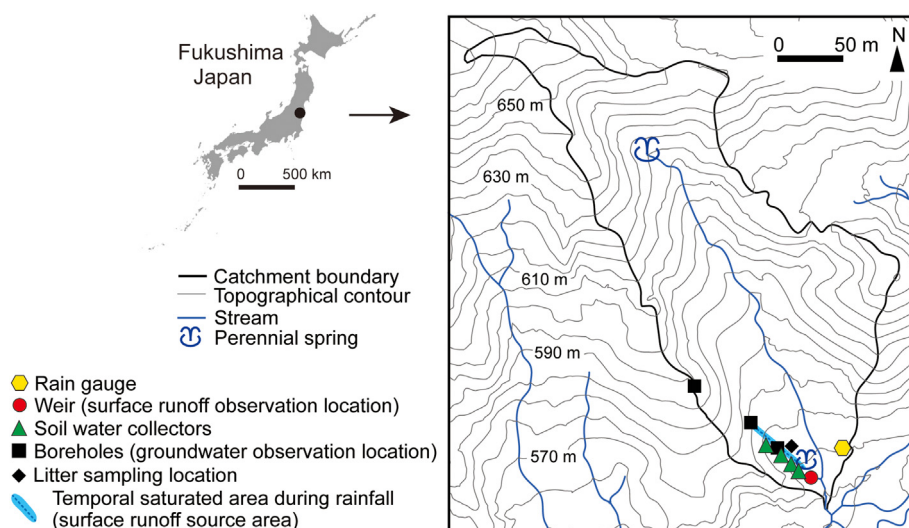 Fukushima
Japan
0 500 km
Catchment boundary
Topographical contour
Stream
Perennial spring
Rain gauge
Weir (surface runoff observation location)
Soil water collectors
Boreholes (groundwater observation location)
Litter sampling location
Temporal saturated area during rainfall
(surface runoff source area)
0 50 m
N
650 m
630 m
610 m
590 m
570 m